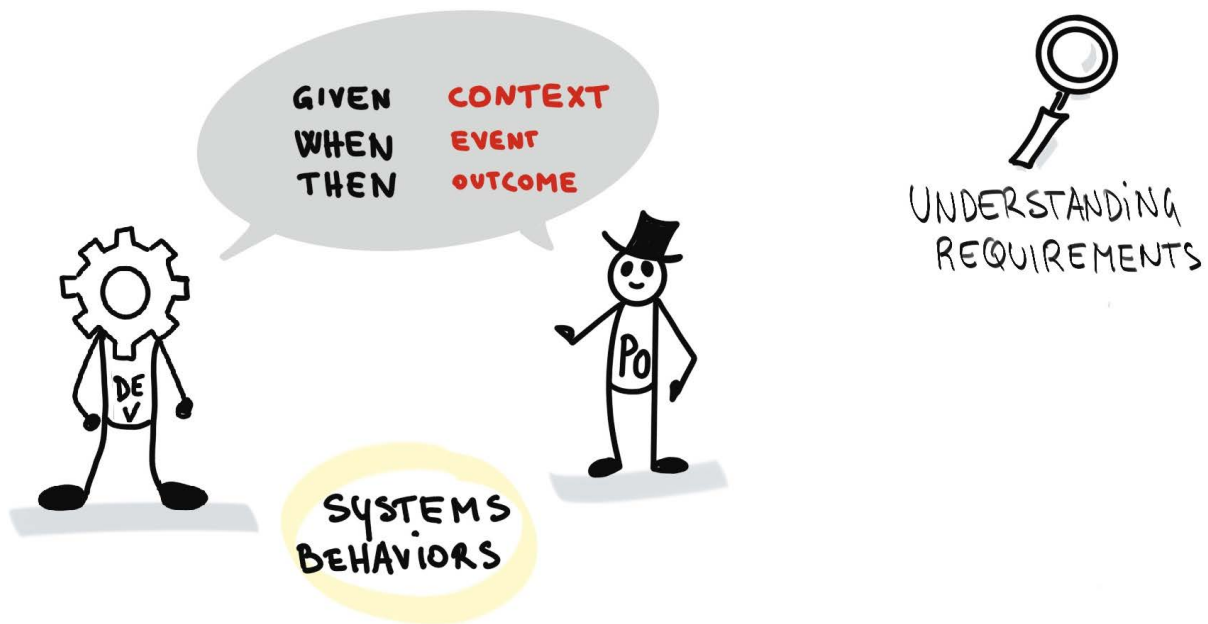 GIVEN CONTEXT
WHEN EVENT
THEN OUTCOME
UNDERSTANDING
REQUIREMENTS
DE
V
PO
SYSTEMS
BEHAVIORS